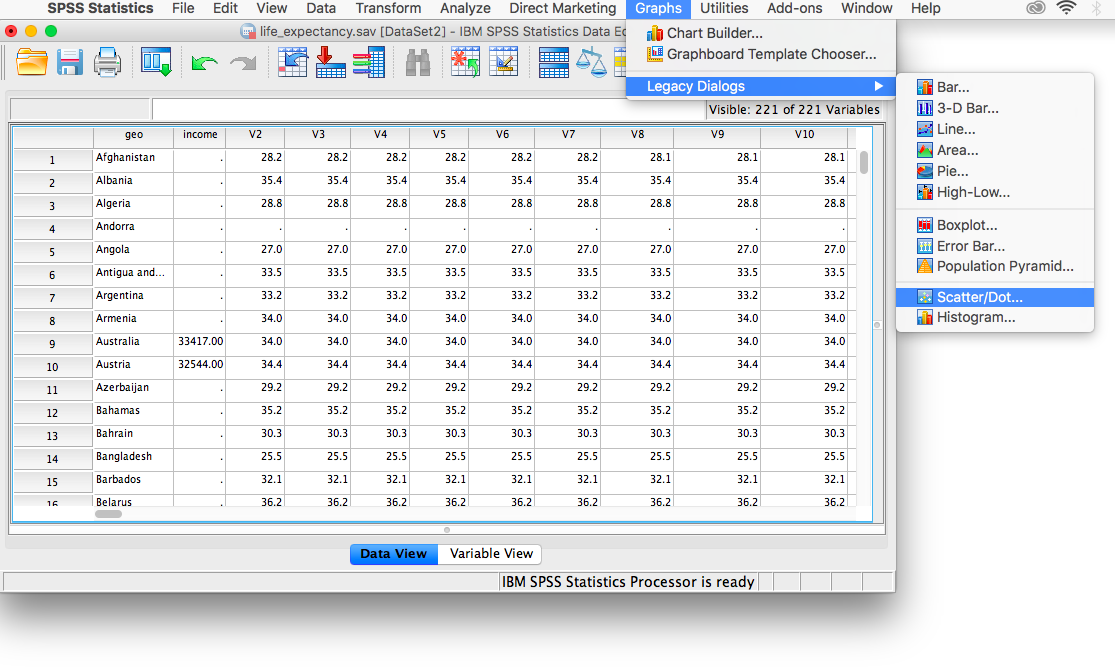 SPSS Statistics File Edit View Data Transform Analyze Direct Marketing Graphs Utilities Add-ons Window Help
life_expectancy.sav [DataSet2] - IBM SPSS Statistics Data Ed
Chart Builder...
Graphboard Template Chooser...
Legacy Dialogs
Bar...
3-D Bar...
Line...
Area...
Pie...
High-Low...
Boxplot...
Error Bar...
Population Pyramid...
Scatter/Dot...
Histogram...
Visible: 221 of 221 Variables
geo income V2 V3 V4 V5 V6 V7 V8 V9 V10
1 Afghanistan . 28.2 28.2 28.2 28.2 28.2 28.2 28.1 28.1 28.1
2 Albania . 35.4 35.4 35.4 35.4 35.4 35.4 35.4 35.4 35.4
3 Algeria . 28.8 28.8 28.8 28.8 28.8 28.8 28.8 28.8 28.8
4 Andorra . . . . . . . . . .
5 Angola . 27.0 27.0 27.0 27.0 27.0 27.0 27.0 27.0 27.0
6 Antigua and... . 33.5 33.5 33.5 33.5 33.5 33.5 33.5 33.5 33.5
7 Argentina . 33.2 33.2 33.2 33.2 33.2 33.2 33.2 33.2 33.2
8 Armenia . 34.0 34.0 34.0 34.0 34.0 34.0 34.0 34.0 34.0
9 Australia 33417.00 34.0 34.0 34.0 34.0 34.0 34.0 34.0 34.0 34.0
10 Austria 32544.00 34.4 34.4 34.4 34.4 34.4 34.4 34.4 34.4 34.4
11 Azerbaijan . 29.2 29.2 29.2 29.2 29.2 29.2 29.2 29.2 29.2
12 Bahamas . 35.2 35.2 35.2 35.2 35.2 35.2 35.2 35.2 35.2
13 Bahrain . 30.3 30.3 30.3 30.3 30.3 30.3 30.3 30.3 30.3
14 Bangladesh . 25.5 25.5 25.5 25.5 25.5 25.5 25.5 25.5 25.5
15 Barbados . 32.1 32.1 32.1 32.1 32.1 32.1 32.1 32.1 32.1
16 Belarus . 36.2 36.2 36.2 36.2 36.2 36.2 36.2 36.2 36.2
Data View Variable View
IBM SPSS Statistics Processor is ready